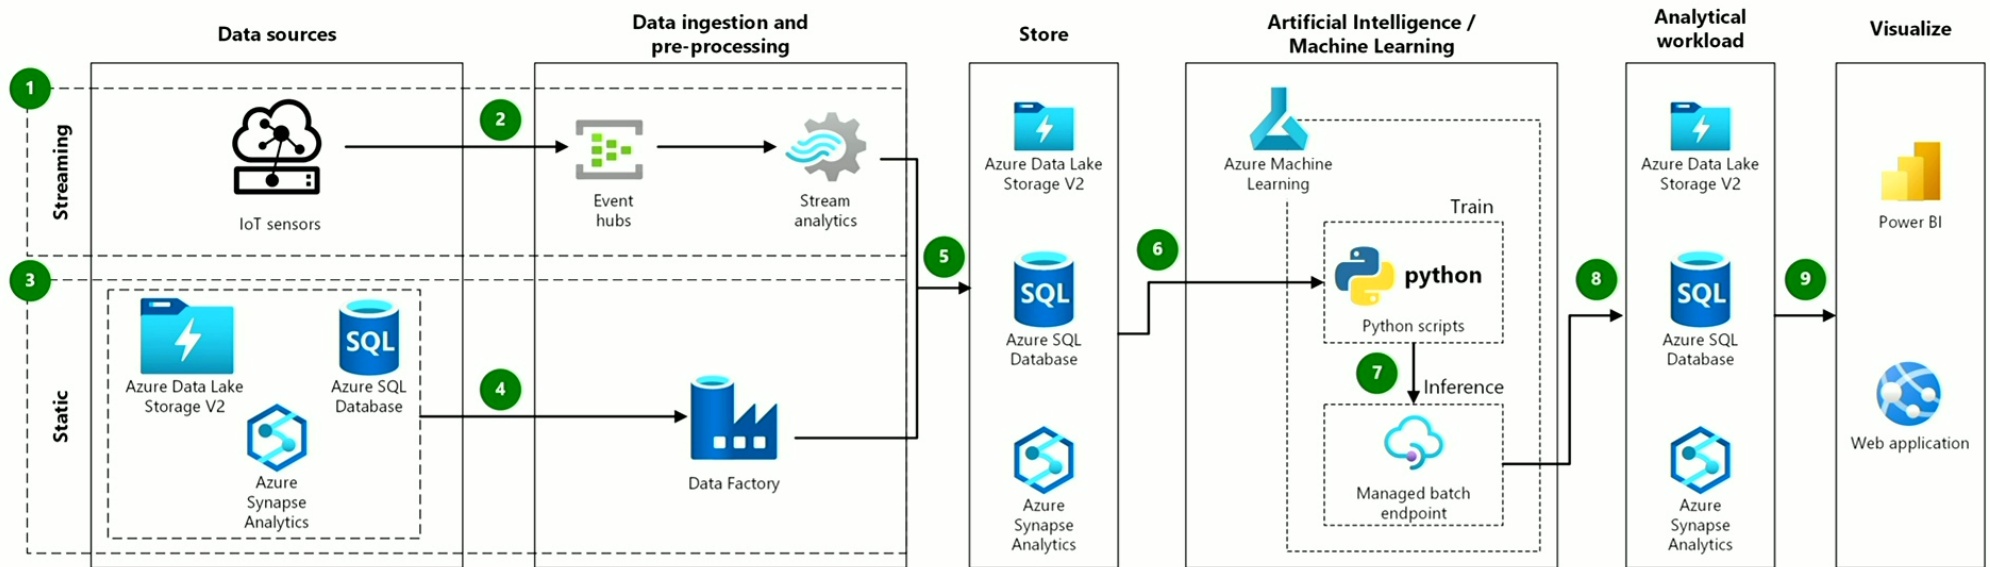 Data sources
Data ingestion and
pre-processing
Store
Artificial Intelligence /
Machine Learning
Analytical
workload
Visualize
1
Streaming
IoT sensors
2
Event
hubs
Stream
analytics
3
Static
Azure Data Lake
Storage V2
SQL
Azure SQL
Database
Azure
Synapse
Analytics
4
Data Factory
5
Azure Data Lake
Storage V2
SQL
Azure SQL
Database
Azure
Synapse
Analytics
6
Azure Machine
Learning
Train
python
Python scripts
7
Inference
Managed batch
endpoint
8
Azure Data Lake
Storage V2
SQL
Azure SQL
Database
Azure
Synapse
Analytics
9
Power BI
Web application